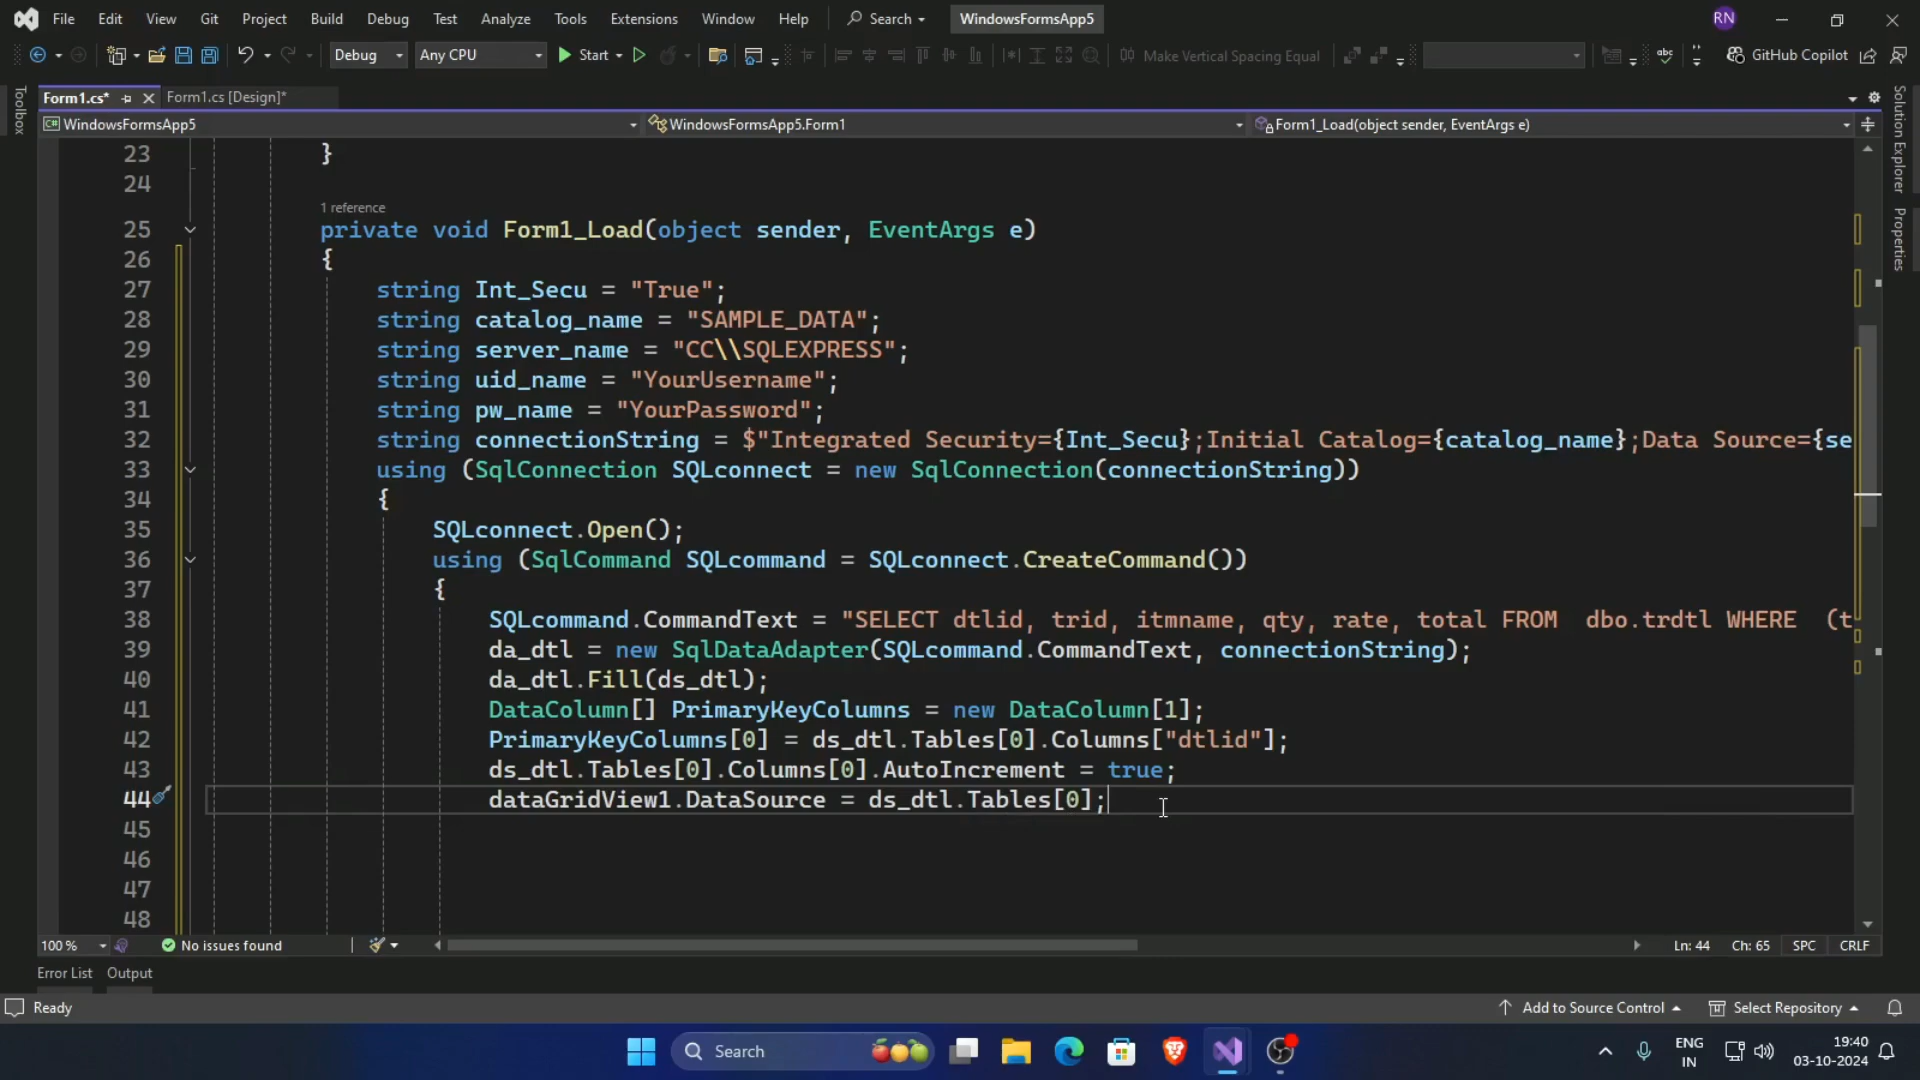 File Edit View Git Project Build Debug Test Analyze Tools Extensions Window Help Search WindowsFormsApp5 RN
Debug Any CPU Start Make Vertical Spacing Equal abc GitHub Copilot
Toolbox
Form1.cs* Form1.cs [Design]*
C# WindowsFormsApp5 WindowsFormsApp5.Form1 Form1_Load(object sender, EventArgs e)
Solution Explorer
Properties
23 }
24
1 reference
25 private void Form1_Load(object sender, EventArgs e)
26 {
27 string Int_Secu = "True";
28 string catalog_name = "SAMPLE_DATA";
29 string server_name = "CC\\SQLEXPRESS";
30 string uid_name = "YourUsername";
31 string pw_name = "YourPassword";
32 string connectionString = $"Integrated Security={Int_Secu};Initial Catalog={catalog_name};Data Source={se
33 using (SqlConnection SQLconnect = new SqlConnection(connectionString))
34 {
35 SQLconnect.Open();
36 using (SqlCommand SQLcommand = SQLconnect.CreateCommand())
37 {
38 SQLcommand.CommandText = "SELECT dtlid, trid, itmname, qty, rate, total FROM  dbo.trdtl WHERE  (t
39 da_dtl = new SqlDataAdapter(SQLcommand.CommandText, connectionString);
40 da_dtl.Fill(ds_dtl);
41 DataColumn[] PrimaryKeyColumns = new DataColumn[1];
42 PrimaryKeyColumns[0] = ds_dtl.Tables[0].Columns["dtlid"];
43 ds_dtl.Tables[0].Columns[0].AutoIncrement = true;
44 dataGridView1.DataSource = ds_dtl.Tables[0];
45
46
47
48
100 % No issues found Ln: 44 Ch: 65 SPC CRLF
Error List Output
Ready Add to Source Control Select Repository
Search ENG IN 19:40 03-10-2024